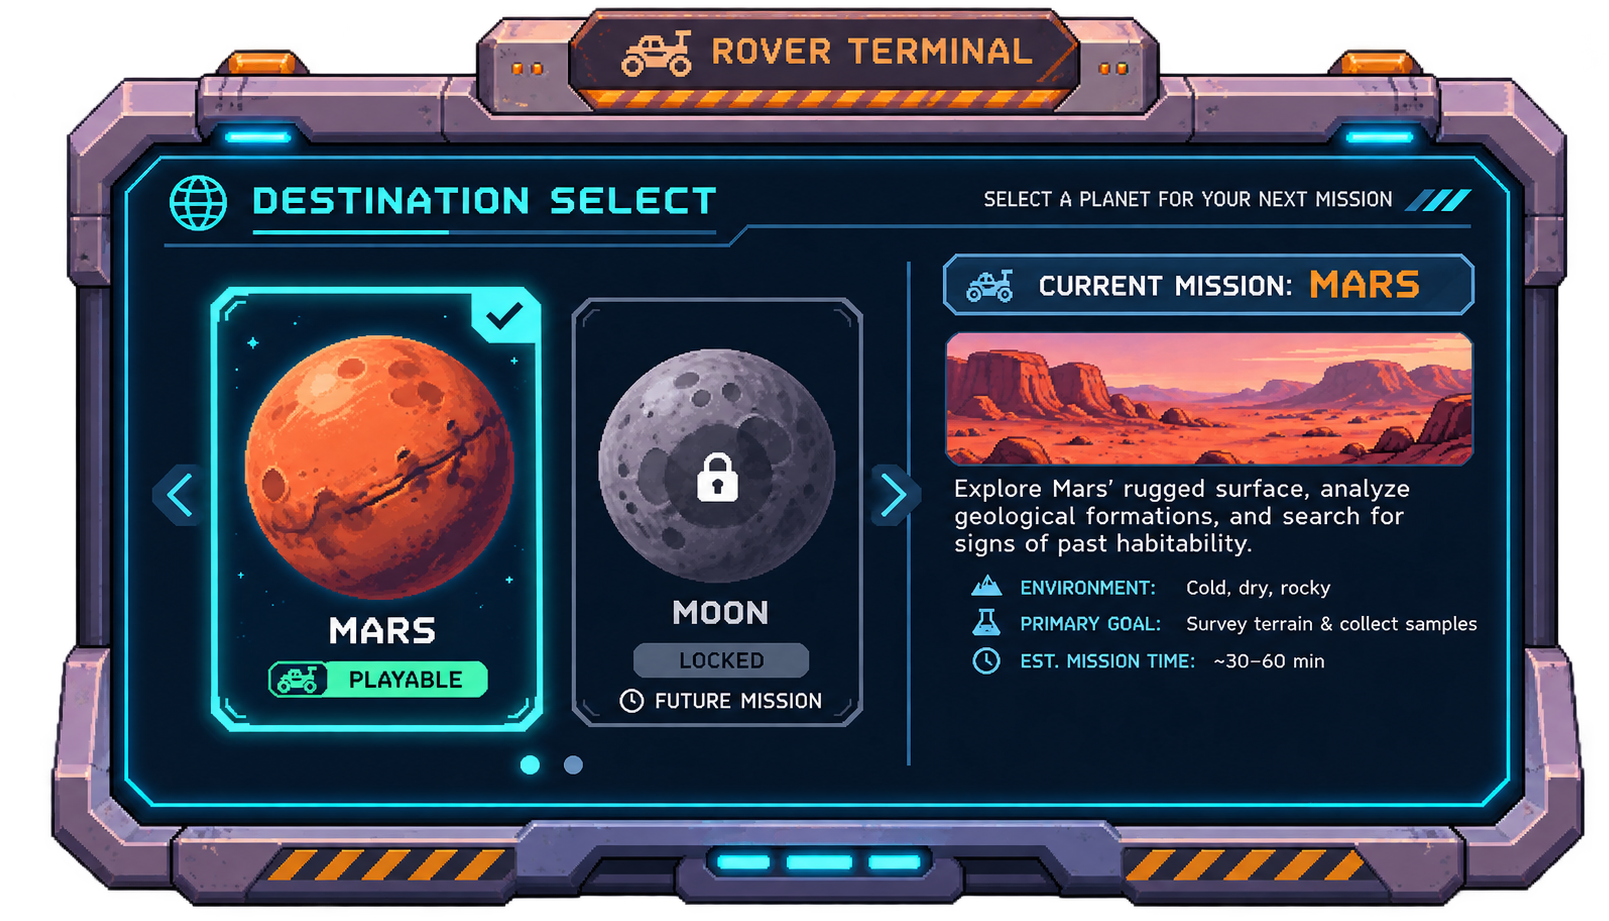 ROVER TERMINAL
DESTINATION SELECT
SELECT A PLANET FOR YOUR NEXT MISSION
MARS
PLAYABLE
MOON
LOCKED
FUTURE MISSION
CURRENT MISSION: MARS
Explore Mars’ rugged surface, analyze
geological formations, and search for
signs of past habitability.
ENVIRONMENT: Cold, dry, rocky
PRIMARY GOAL: Survey terrain & collect samples
EST. MISSION TIME: ~30–60 min